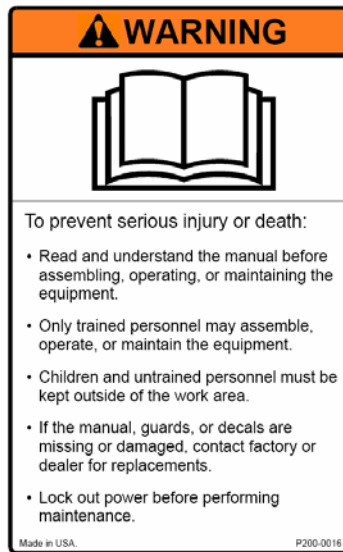 WARNING
To prevent serious injury or death:
• Read and understand the manual before
assembling, operating, or maintaining the
equipment.
• Only trained personnel may assemble,
operate, or maintain the equipment.
• Children and untrained personnel must be
kept outside of the work area.
• If the manual, guards, or decals are
missing or damaged, contact factory or
dealer for replacements.
• Lock out power before performing
maintenance.
Made in USA. P200-0016